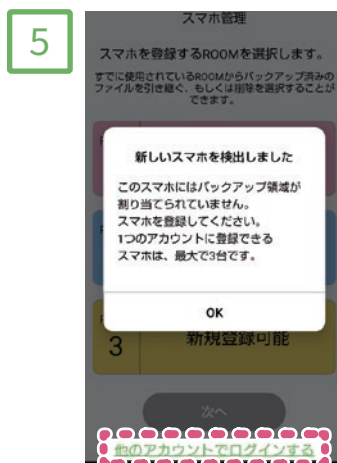 5
スマホ管理
スマホを登録するROOMを選択します。
すでに使用されているROOMからバックアップ済みの
ファイルを引き継ぐ、もしくは削除を選択することが
できます。
新しいスマホを検出しました
このスマホにはバックアップ領域が
割り当てられていません。
スマホを登録してください。
1つのアカウントに登録できる
スマホは、最大で3台です。
OK
3
新規登録可能
次へ
他のアカウントでログインする